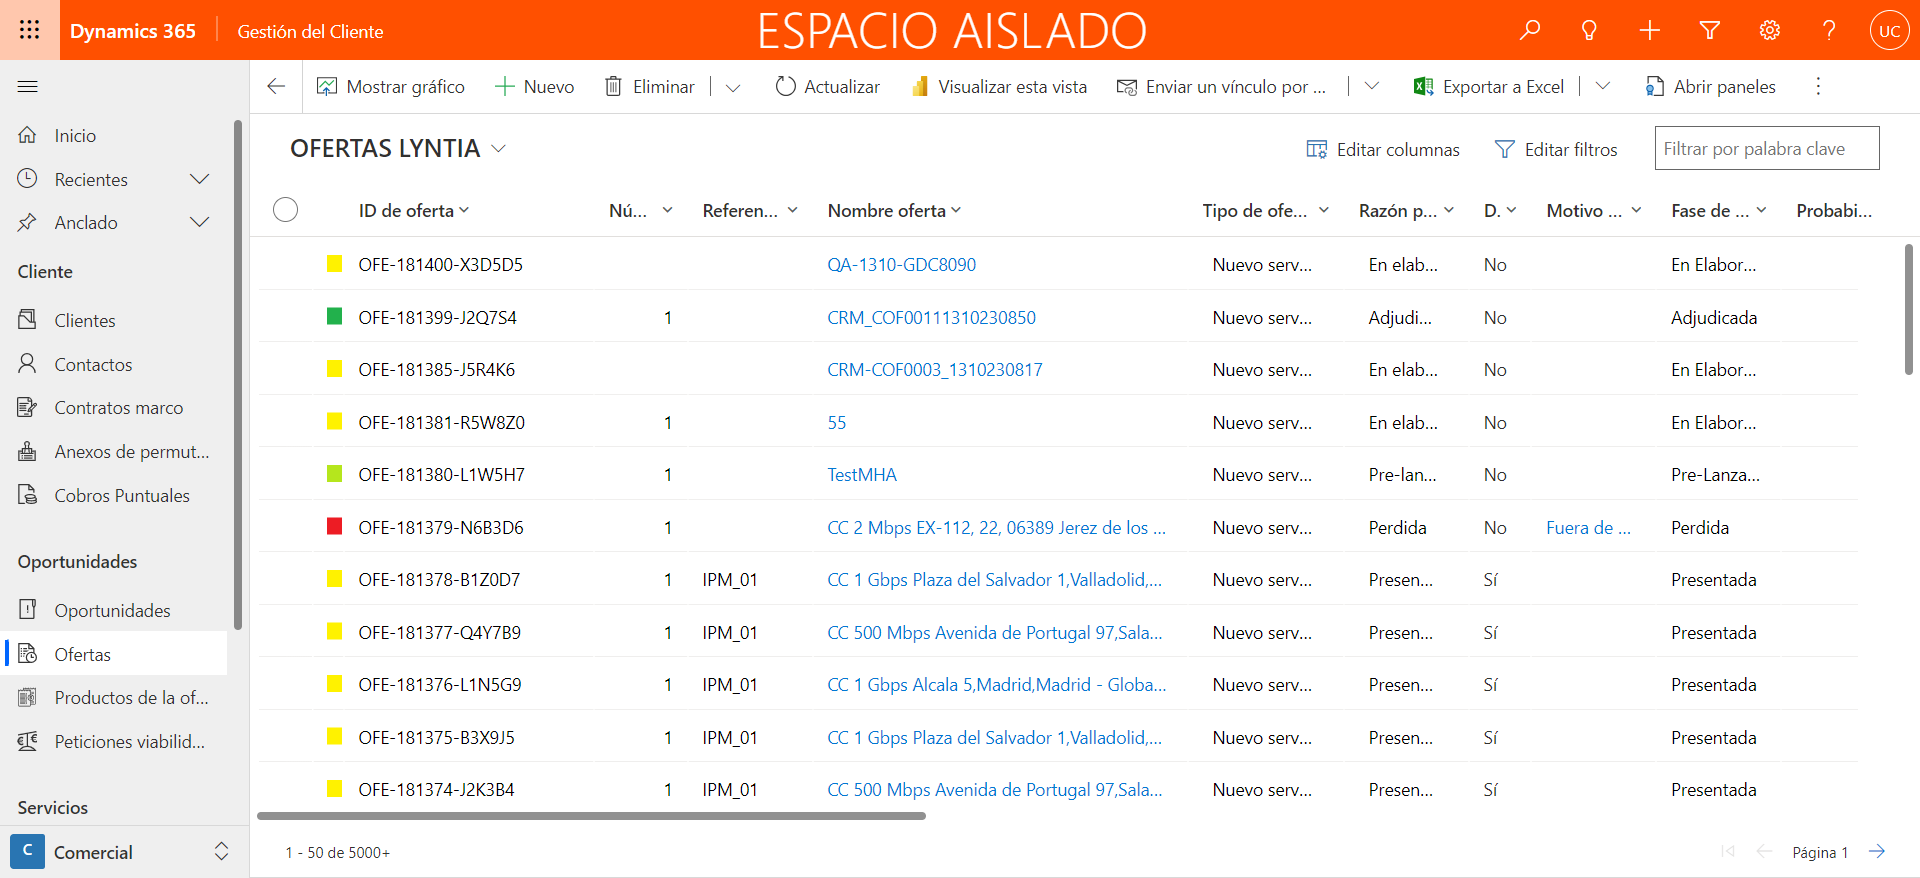 Dynamics 365 Gestión del Cliente ESPACIO AISLADO UC
Mostrar gráfico Nuevo Eliminar Actualizar Visualizar esta vista Enviar un vínculo por ... Exportar a Excel Abrir paneles
Inicio
Recientes
Anclado
Cliente
Clientes
Contactos
Contratos marco
Anexos de permut...
Cobros Puntuales
Oportunidades
Oportunidades
Ofertas
Productos de la of...
Peticiones viabilid...
Servicios
C Comercial
OFERTAS LYNTIA Editar columnas Editar filtros Filtrar por palabra clave
ID de oferta Nú... Referen... Nombre oferta Tipo de ofe... Razón p... D. Motivo ... Fase de ... Probabi...
OFE-181400-X3D5D5 QA-1310-GDC8090 Nuevo serv... En elab... No En Elabor...
OFE-181399-J2Q7S4 1 CRM_COF00111310230850 Nuevo serv... Adjudi... No Adjudicada
OFE-181385-J5R4K6 CRM-COF0003_1310230817 Nuevo serv... En elab... No En Elabor...
OFE-181381-R5W8Z0 1 55 Nuevo serv... En elab... No En Elabor...
OFE-181380-L1W5H7 1 TestMHA Nuevo serv... Pre-lan... No Pre-Lanza...
OFE-181379-N6B3D6 1 CC 2 Mbps EX-112, 22, 06389 Jerez de los ... Nuevo serv... Perdida No Fuera de ... Perdida
OFE-181378-B1Z0D7 1 IPM_01 CC 1 Gbps Plaza del Salvador 1,Valladolid,... Nuevo serv... Presen... Sí Presentada
OFE-181377-Q4Y7B9 1 IPM_01 CC 500 Mbps Avenida de Portugal 97,Sala... Nuevo serv... Presen... Sí Presentada
OFE-181376-L1N5G9 1 IPM_01 CC 1 Gbps Alcala 5,Madrid,Madrid - Globa... Nuevo serv... Presen... Sí Presentada
OFE-181375-B3X9J5 1 IPM_01 CC 1 Gbps Plaza del Salvador 1,Valladolid,... Nuevo serv... Presen... Sí Presentada
OFE-181374-J2K3B4 1 IPM_01 CC 500 Mbps Avenida de Portugal 97,Sala... Nuevo serv... Presen... Sí Presentada
1 - 50 de 5000+ Página 1